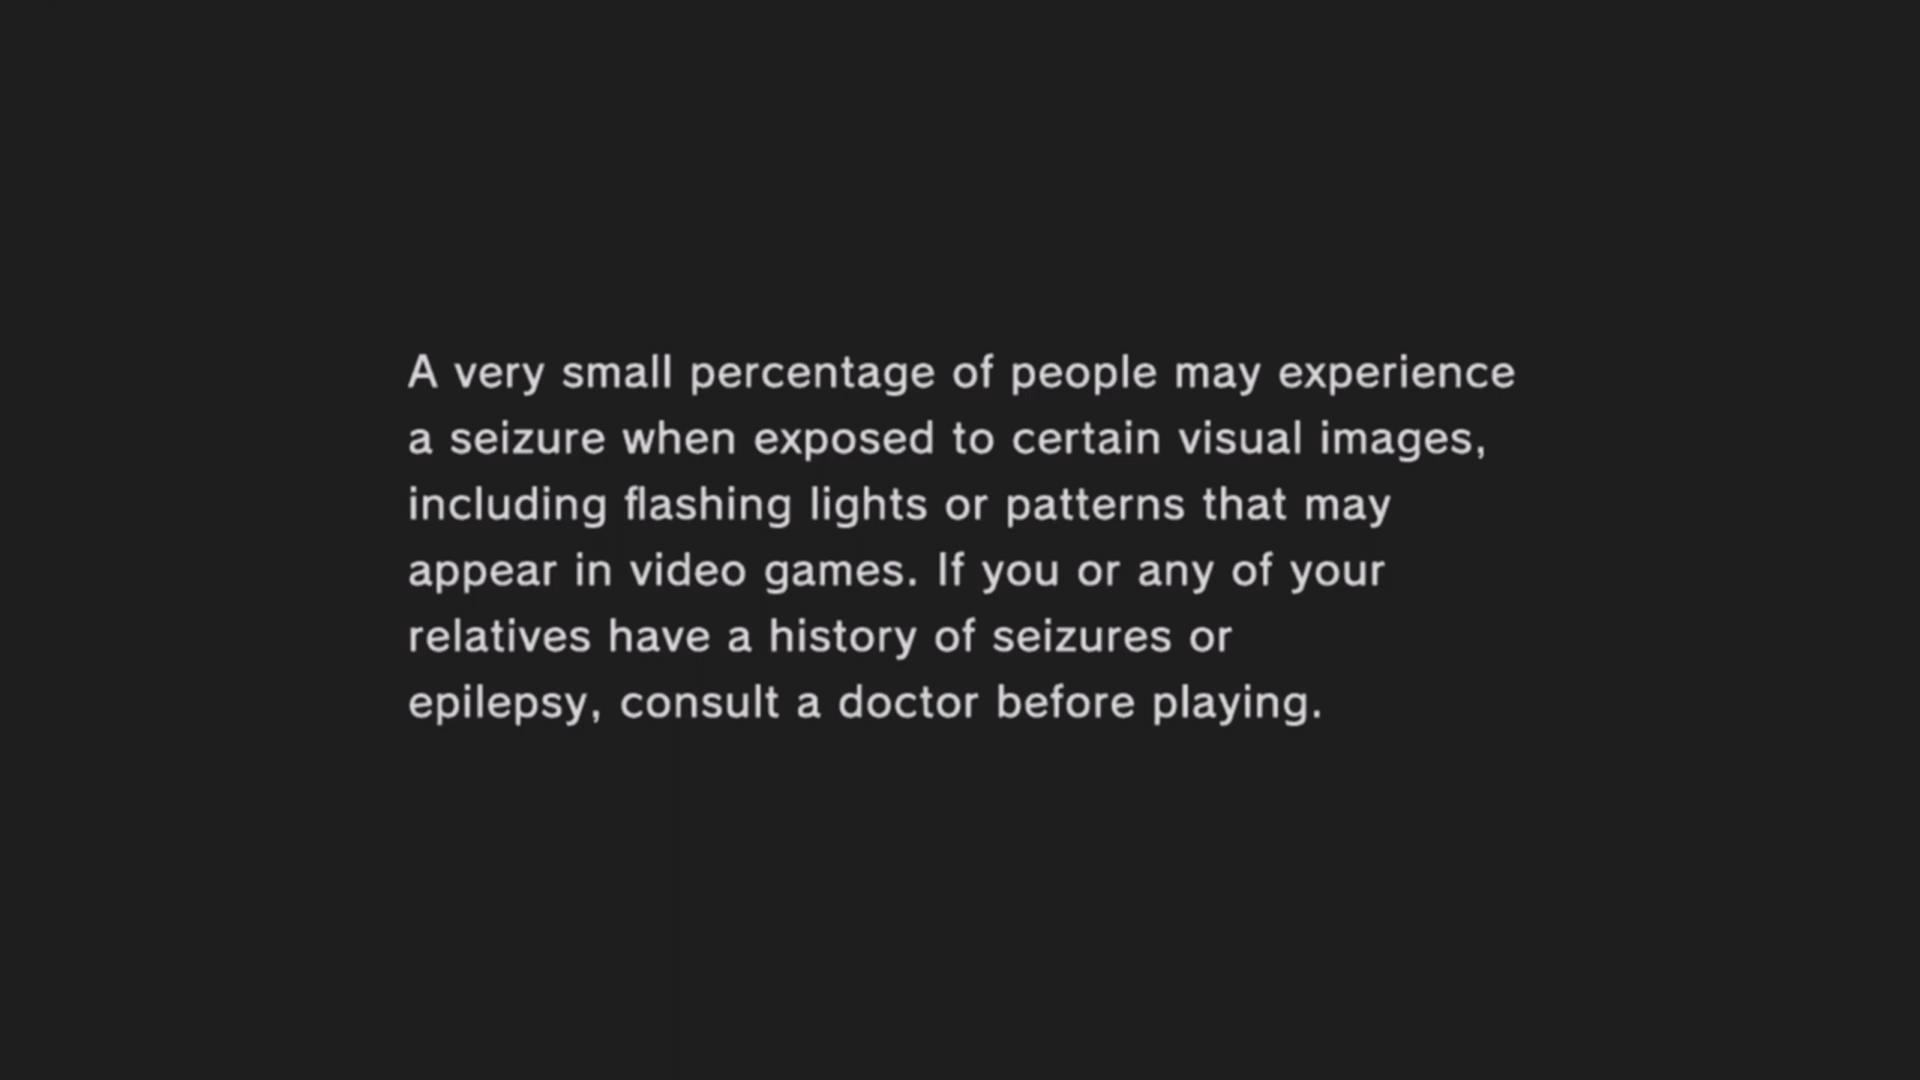 A very small percentage of people may experience
a seizure when exposed to certain visual images,
including flashing lights or patterns that may
appear in video games. If you or any of your
relatives have a history of seizures or
epilepsy, consult a doctor before playing.